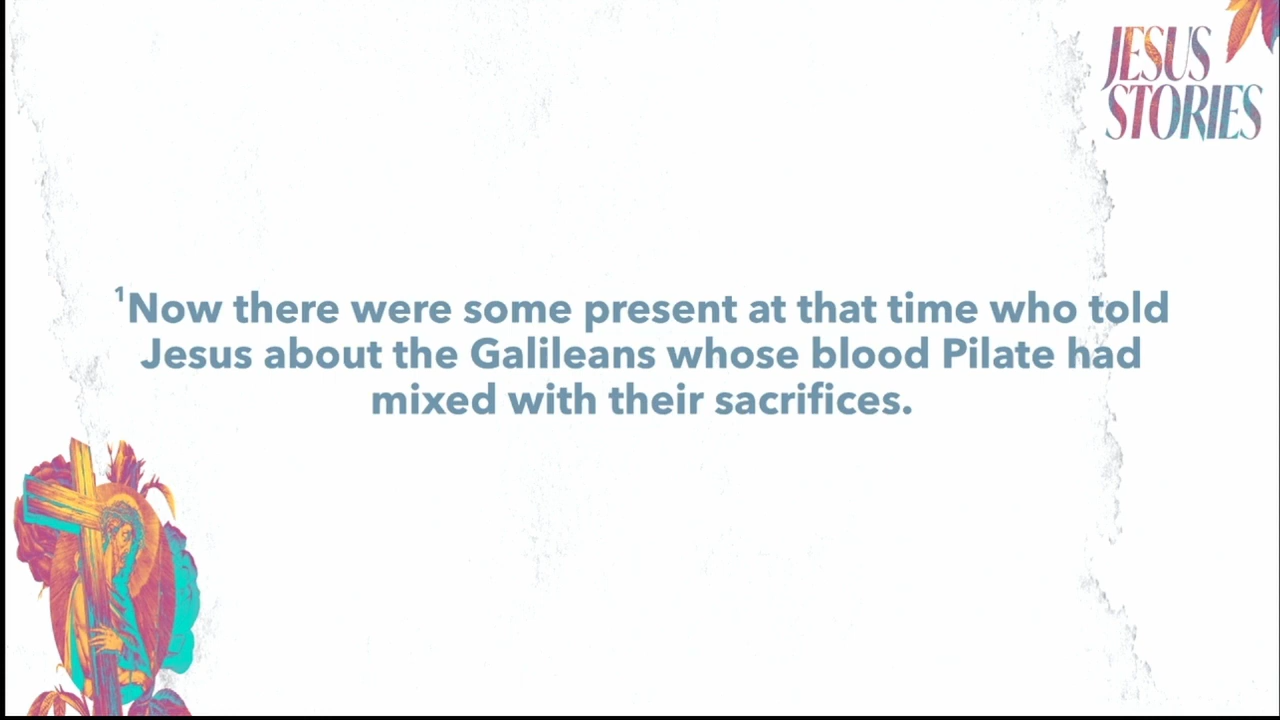 JESUS
STORIES
¹Now there were some present at that time who told
Jesus about the Galileans whose blood Pilate had
mixed with their sacrifices.